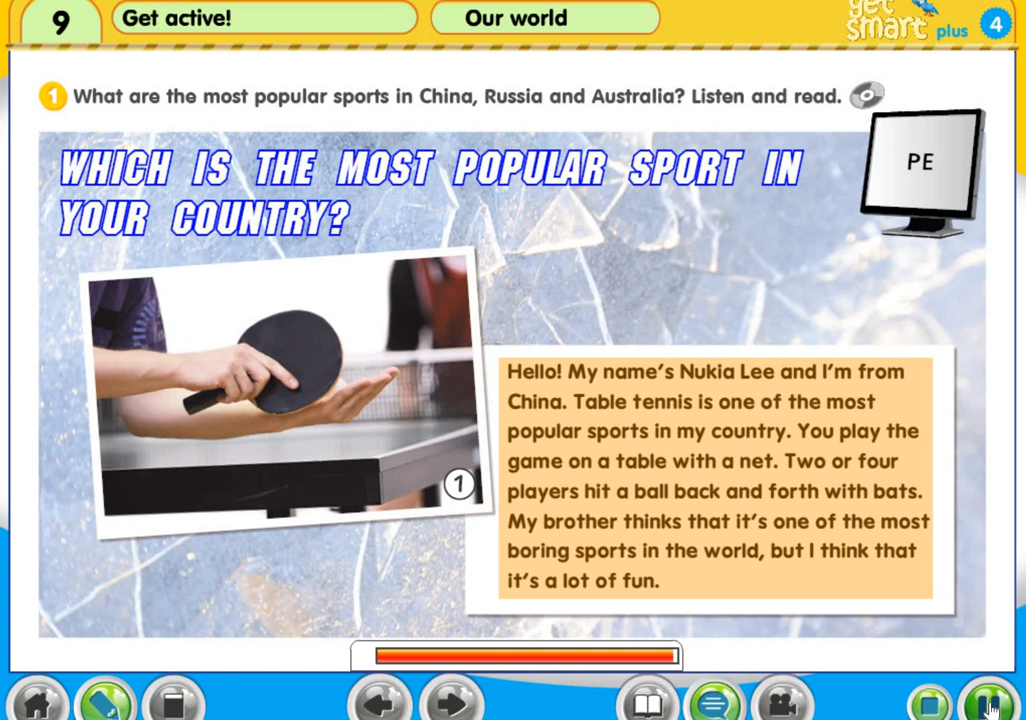 9
Get active!
Our world
get
smart plus 4
1 What are the most popular sports in China, Russia and Australia? Listen and read.
PE
WHICH IS THE MOST POPULAR SPORT IN
YOUR COUNTRY?
1
Hello! My name's Nukia Lee and I'm from
China. Table tennis is one of the most
popular sports in my country. You play the
game on a table with a net. Two or four
players hit a ball back and forth with bats.
My brother thinks that it's one of the most
boring sports in the world, but I think that
it's a lot of fun.